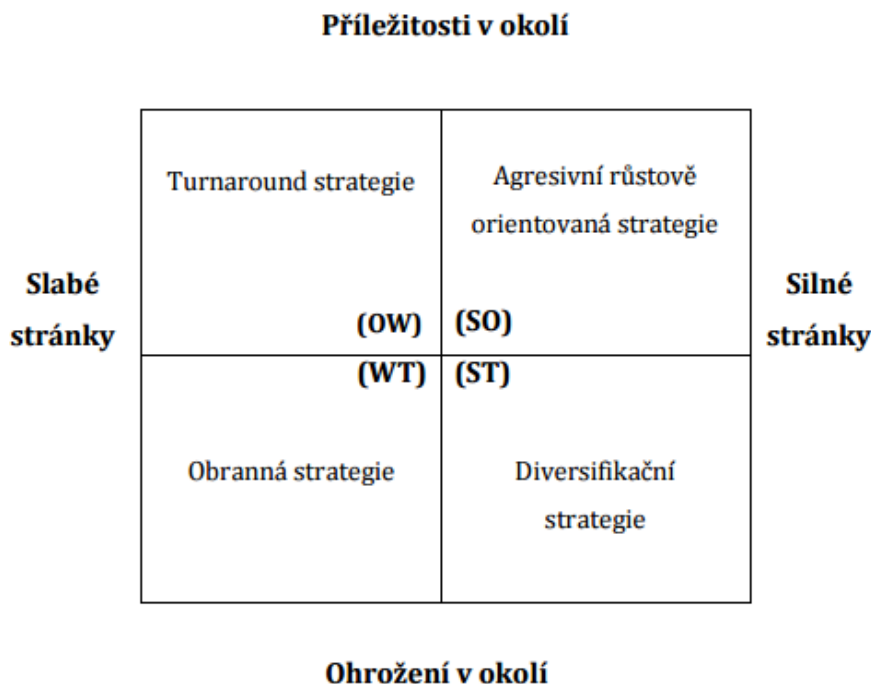 Příležitosti v okolí
Turnaround strategie
Agresivní růstově
orientovaná strategie
Slabé
stránky
Silné
stránky
(OW)
(SO)
(WT)
(ST)
Obranná strategie
Diversifikační
strategie
Ohrožení v okolí